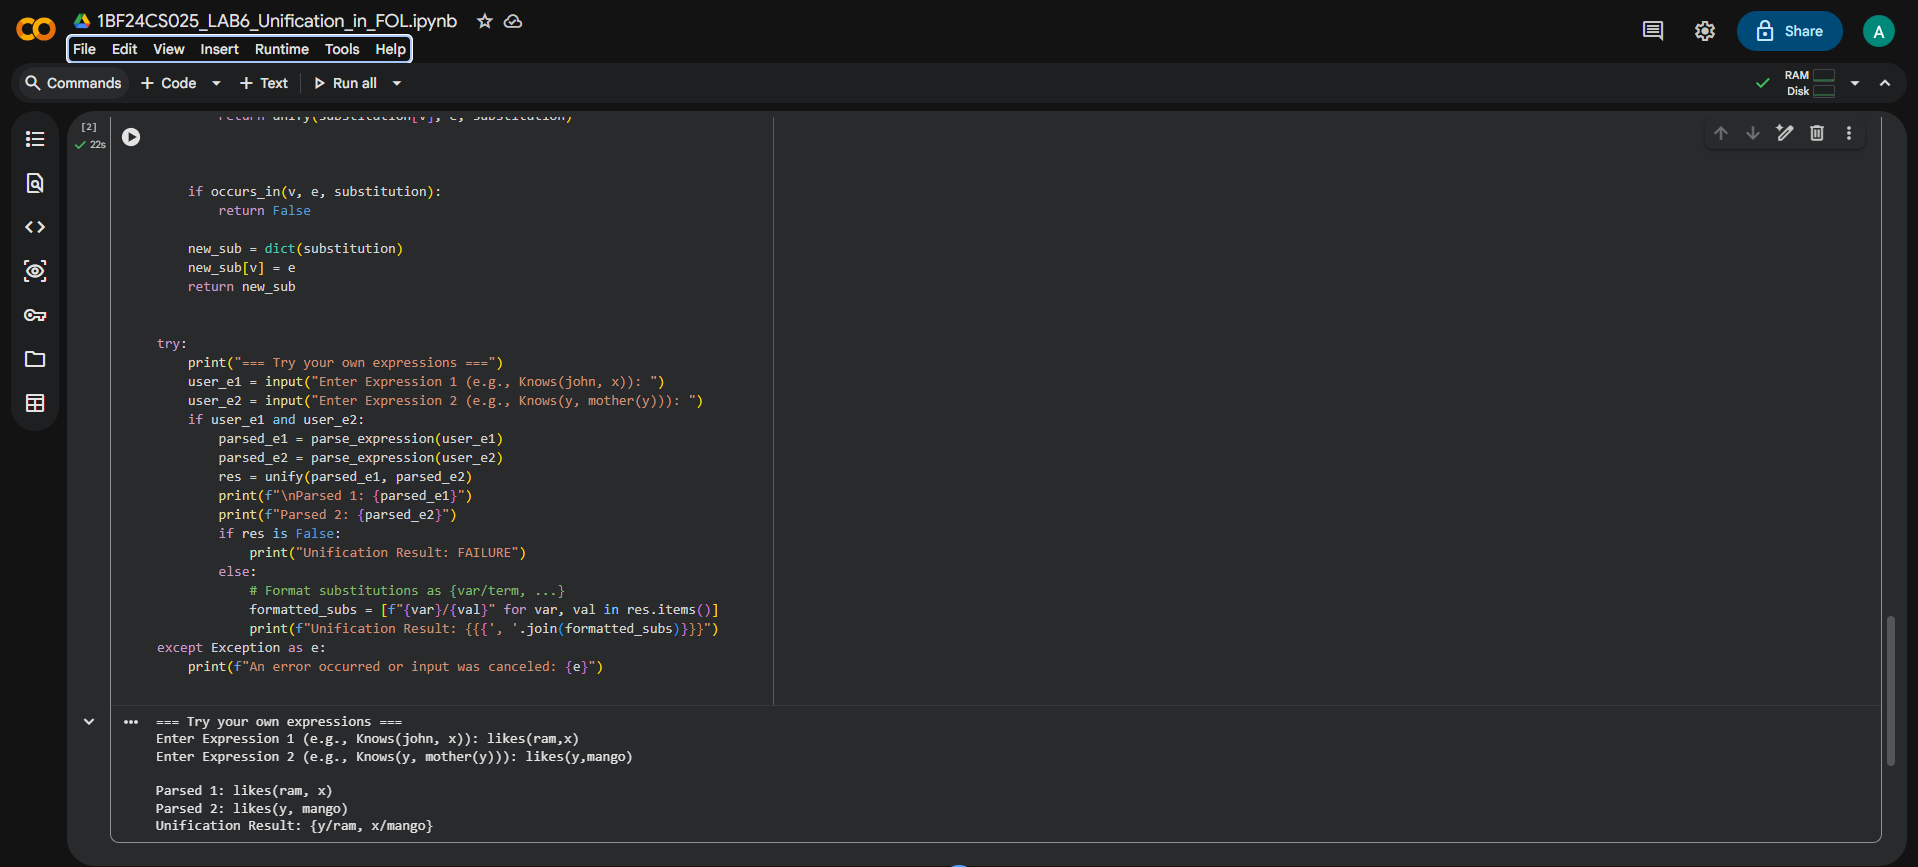 1BF24CS025_LAB6_Unification_in_FOL.ipynb
File Edit View Insert Runtime Tools Help
Share
A
Commands + Code + Text Run all
RAM
Disk
[2]
22s
return unify(substitution[v], e, substitution)
if occurs_in(v, e, substitution):
return False
new_sub = dict(substitution)
new_sub[v] = e
return new_sub
try:
print("=== Try your own expressions ===")
user_e1 = input("Enter Expression 1 (e.g., Knows(john, x)): ")
user_e2 = input("Enter Expression 2 (e.g., Knows(y, mother(y))): ")
if user_e1 and user_e2:
parsed_e1 = parse_expression(user_e1)
parsed_e2 = parse_expression(user_e2)
res = unify(parsed_e1, parsed_e2)
print(f"\nParsed 1: {parsed_e1}")
print(f"Parsed 2: {parsed_e2}")
if res is False:
print("Unification Result: FAILURE")
else:
# Format substitutions as {var/term, ...}
formatted_subs = [f"{var}/{val}" for var, val in res.items()]
print(f"Unification Result: {{{', '.join(formatted_subs)}}}")
except Exception as e:
print(f"An error occurred or input was canceled: {e}")
=== Try your own expressions ===
Enter Expression 1 (e.g., Knows(john, x)): likes(ram,x)
Enter Expression 2 (e.g., Knows(y, mother(y))): likes(y,mango)
Parsed 1: likes(ram, x)
Parsed 2: likes(y, mango)
Unification Result: {y/ram, x/mango}